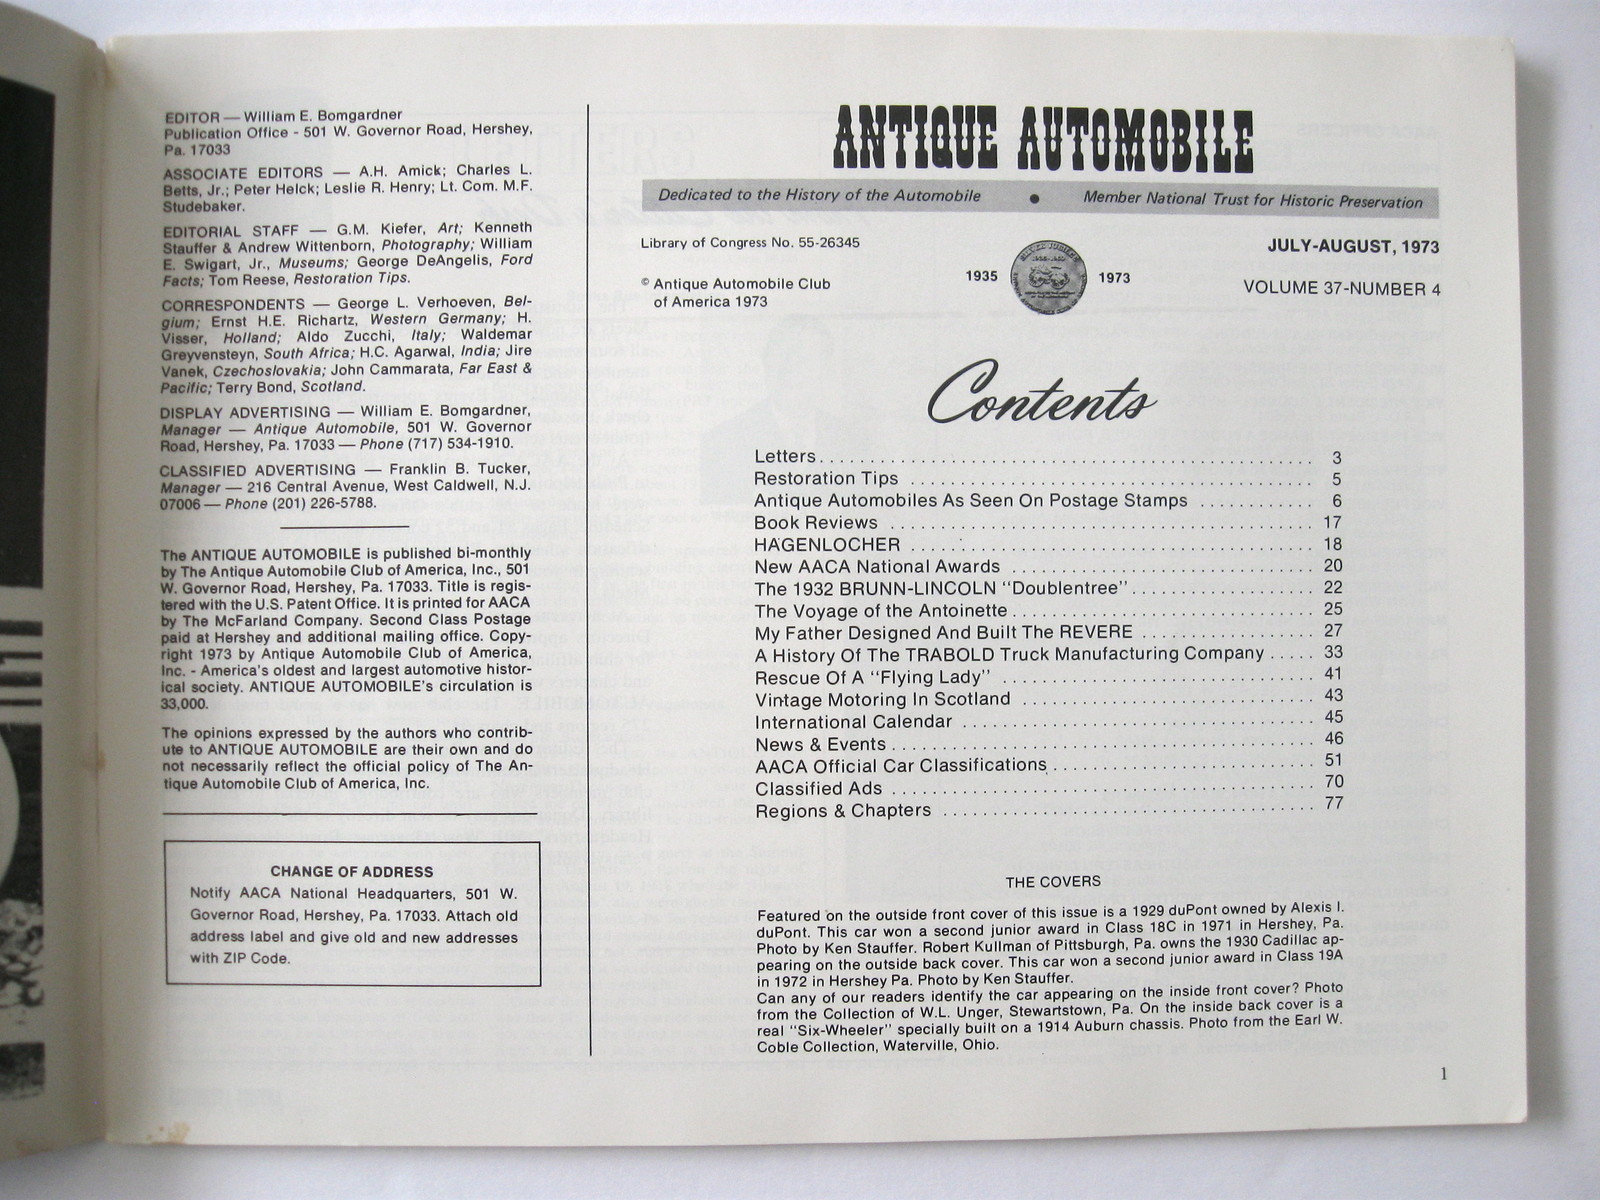 EDITOR — William E. Bomgardner
Publication Office - 501 W. Governor Road, Hershey,
Pa. 17033
ASSOCIATE EDITORS — A.H. Amick; Charles L.
Betts, Jr.; Peter Helck; Leslie R. Henry; Lt. Com. M.F.
Studebaker.
EDITORIAL STAFF — G.M. Kiefer, Art; Kenneth
Stauffer & Andrew Wittenborn, Photography; William
E. Swigart, Jr., Museums; George DeAngelis, Ford
Facts; Tom Reese, Restoration Tips.
CORRESPONDENTS — George L. Verhoeven, Bel-
gium; Ernst H.E. Richartz, Western Germany; H.
Visser, Holland; Aldo Zucchi, Italy; Waldemar
Greyvensteyn, South Africa; H.C. Agarwal, India; Jire
Vanek, Czechoslovakia; John Cammarata, Far East &
Pacific; Terry Bond, Scotland.
DISPLAY ADVERTISING — William E. Bomgardner,
Manager — Antique Automobile, 501 W. Governor
Road, Hershey, Pa. 17033 — Phone (717) 534-1910.
CLASSIFIED ADVERTISING — Franklin B. Tucker,
Manager — 216 Central Avenue, West Caldwell, N.J.
07006 — Phone (201) 226-5788.
The ANTIQUE AUTOMOBILE is published bi-monthly
by The Antique Automobile Club of America, Inc., 501
W. Governor Road, Hershey, Pa. 17033. Title is regis-
tered with the U.S. Patent Office. It is printed for AACA
by The McFarland Company. Second Class Postage
paid at Hershey and additional mailing office. Copy-
right 1973 by Antique Automobile Club of America,
Inc. - America's oldest and largest automotive histor-
ical society. ANTIQUE AUTOMOBILE's circulation is
33,000.
The opinions expressed by the authors who contrib-
ute to ANTIQUE AUTOMOBILE are their own and do
not necessarily reflect the official policy of The An-
tique Automobile Club of America, Inc.
CHANGE OF ADDRESS
Notify AACA National Headquarters, 501 W.
Governor Road, Hershey, Pa. 17033. Attach old
address label and give old and new addresses
with ZIP Code.
ANTIQUE AUTOMOBILE
Dedicated to the History of the Automobile ● Member National Trust for Historic Preservation
Library of Congress No. 55-26345
© Antique Automobile Club
of America 1973
1935 1973
JULY-AUGUST, 1973
VOLUME 37-NUMBER 4
Contents
Letters 3
Restoration Tips 5
Antique Automobiles As Seen On Postage Stamps 6
Book Reviews 17
HAGENLOCHER 18
New AACA National Awards 20
The 1932 BRUNN-LINCOLN "Doublentree" 22
The Voyage of the Antoinette 25
My Father Designed And Built The REVERE 27
A History Of The TRABOLD Truck Manufacturing Company 33
Rescue Of A "Flying Lady" 41
Vintage Motoring In Scotland 43
International Calendar 45
News & Events 46
AACA Official Car Classifications 51
Classified Ads 70
Regions & Chapters 77
THE COVERS
Featured on the outside front cover of this issue is a 1929 duPont owned by Alexis I.
duPont. This car won a second junior award in Class 18C in 1971 in Hershey, Pa.
Photo by Ken Stauffer. Robert Kullman of Pittsburgh, Pa. owns the 1930 Cadillac ap-
pearing on the outside back cover. This car won a second junior award in Class 19A
in 1972 in Hershey Pa. Photo by Ken Stauffer.
Can any of our readers identify the car appearing on the inside front cover? Photo
from the Collection of W.L. Unger, Stewartstown, Pa. On the inside back cover is a
real "Six-Wheeler" specially built on a 1914 Auburn chassis. Photo from the Earl W.
Coble Collection, Waterville, Ohio.
1